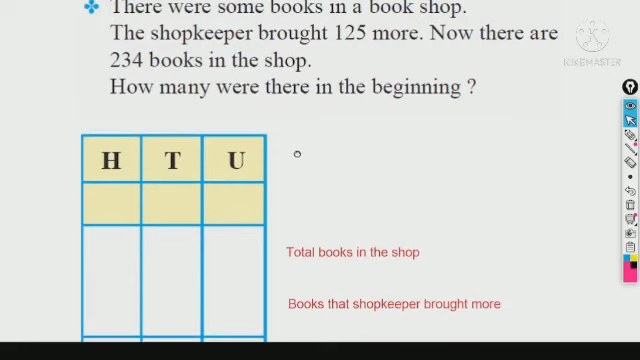 There were some books in a book shop.
The shopkeeper brought 125 more. Now there are
234 books in the shop.
How many were there in the beginning ?
KINEMASTER
H T U
Total books in the shop
Books that shopkeeper brought more